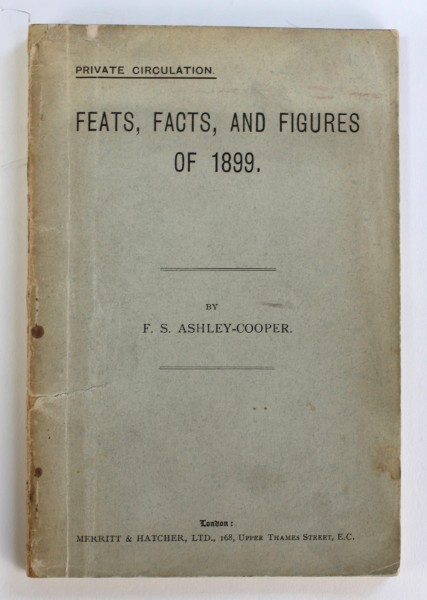 PRIVATE CIRCULATION.
FEATS, FACTS, AND FIGURES
OF 1899.
BY
F. S. ASHLEY-COOPER.
London:
MERRITT & HATCHER, LTD., 168, UPPER THAMES STREET, E.C.